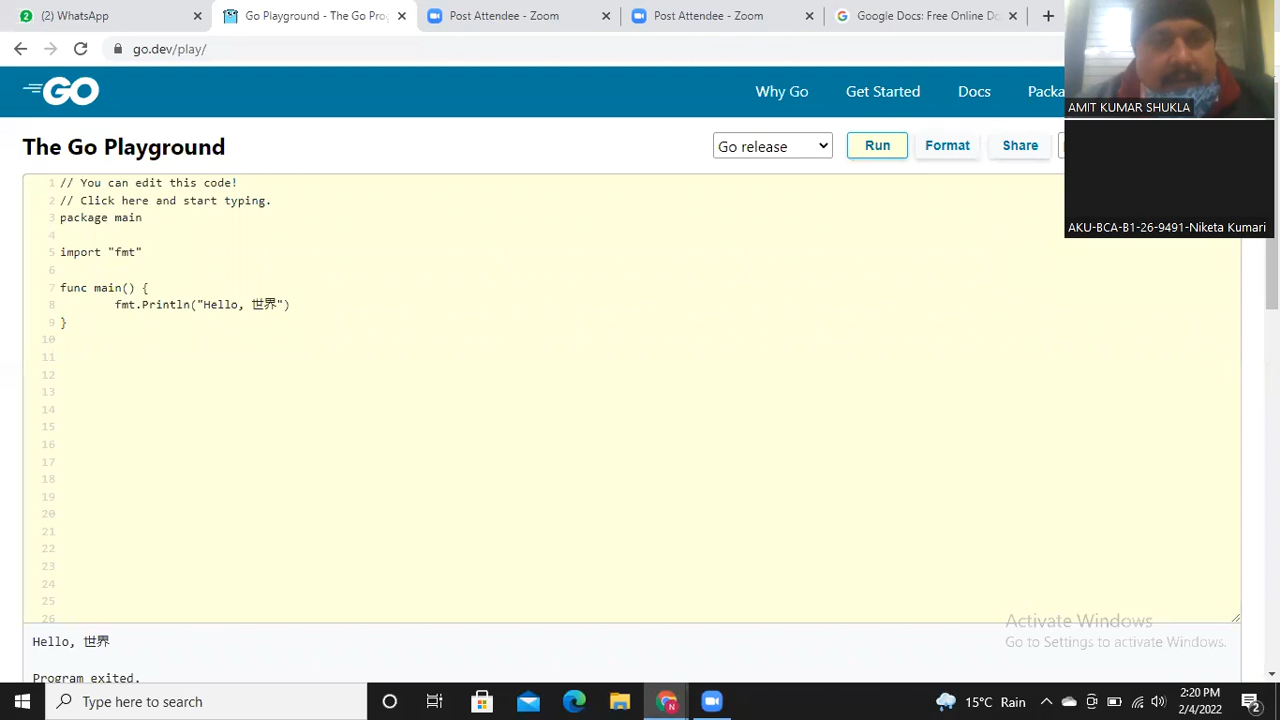 WhatsApp
Go Playground - The Go Pro
Post Attendee - Zoom
Post Attendee - Zoom
Google Docs: Free Online Do
go.dev/play/
GO
Why Go
Get Started
Docs
Packa
AMIT KUMAR SHUKLA
AKU-BCA-B1-26-9491-Niketa Kumari
The Go Playground
Go release
Run
Format
Share
1 // You can edit this code!
2 // Click here and start typing.
3 package main
4
5 import "fmt"
6
7 func main() {
8 fmt.Println("Hello, 世界")
9 }
10
11
12
13
14
15
16
17
18
19
20
21
22
23
24
25
26
Activate Windows
Go to Settings to activate Windows.
Hello, 世界
Program exited.
Type here to search
15°C Rain
2:20 PM
2/4/2022
2